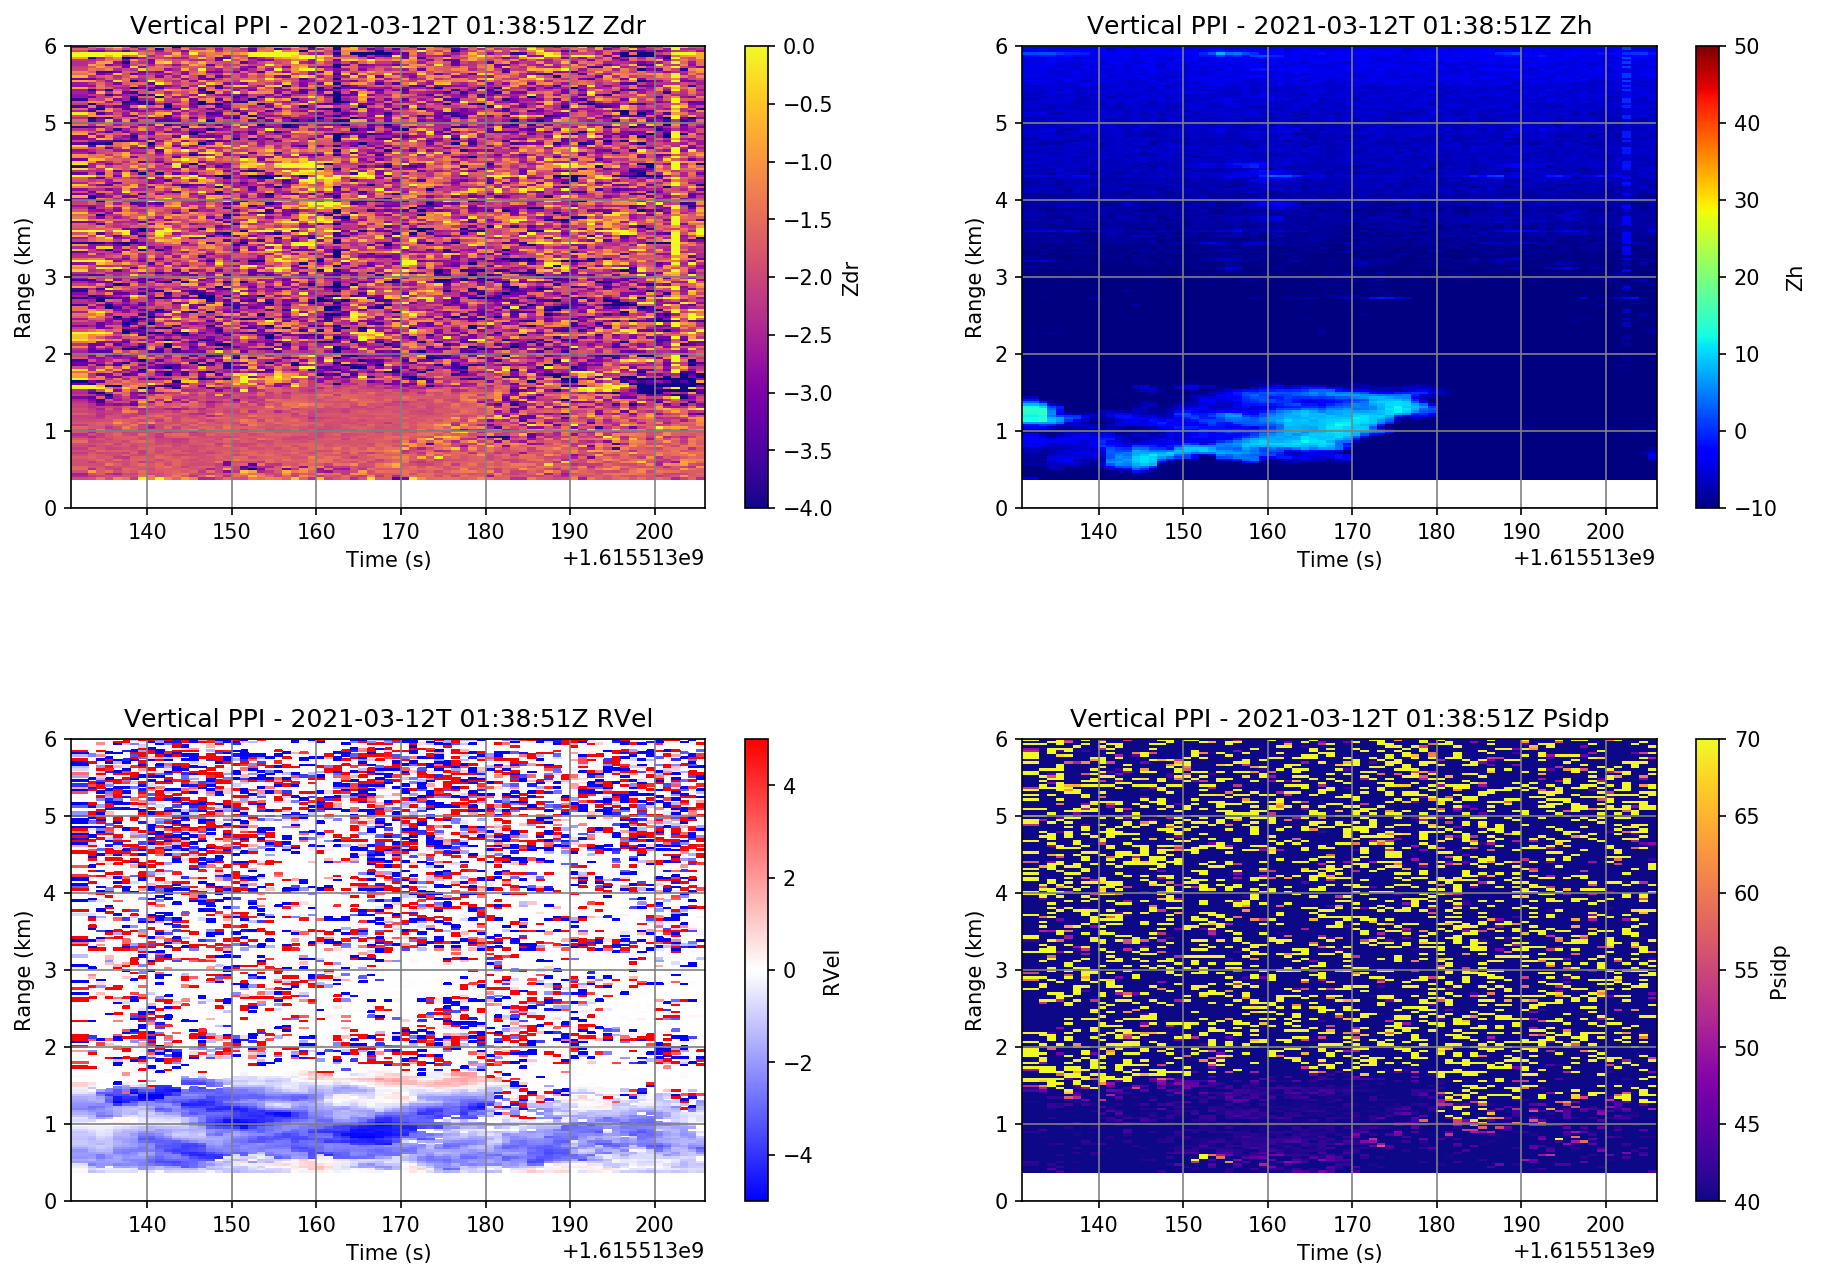 Vertical PPI - 2021-03-12T 01:38:51Z Zdr
6
5
4
3
2
1
0
Range (km)
140 150 160 170 180 190 200
Time (s)
+1.615513e9
0.0
−0.5
−1.0
−1.5
−2.0
−2.5
−3.0
−3.5
−4.0
Zdr
Vertical PPI - 2021-03-12T 01:38:51Z Zh
6
5
4
3
2
1
0
Range (km)
140 150 160 170 180 190 200
Time (s)
+1.615513e9
50
40
30
20
10
0
−10
Zh
Vertical PPI - 2021-03-12T 01:38:51Z RVel
6
5
4
3
2
1
0
Range (km)
140 150 160 170 180 190 200
Time (s)
+1.615513e9
4
2
0
−2
−4
RVel
Vertical PPI - 2021-03-12T 01:38:51Z Psidp
6
5
4
3
2
1
0
Range (km)
140 150 160 170 180 190 200
Time (s)
+1.615513e9
70
65
60
55
50
45
40
Psidp